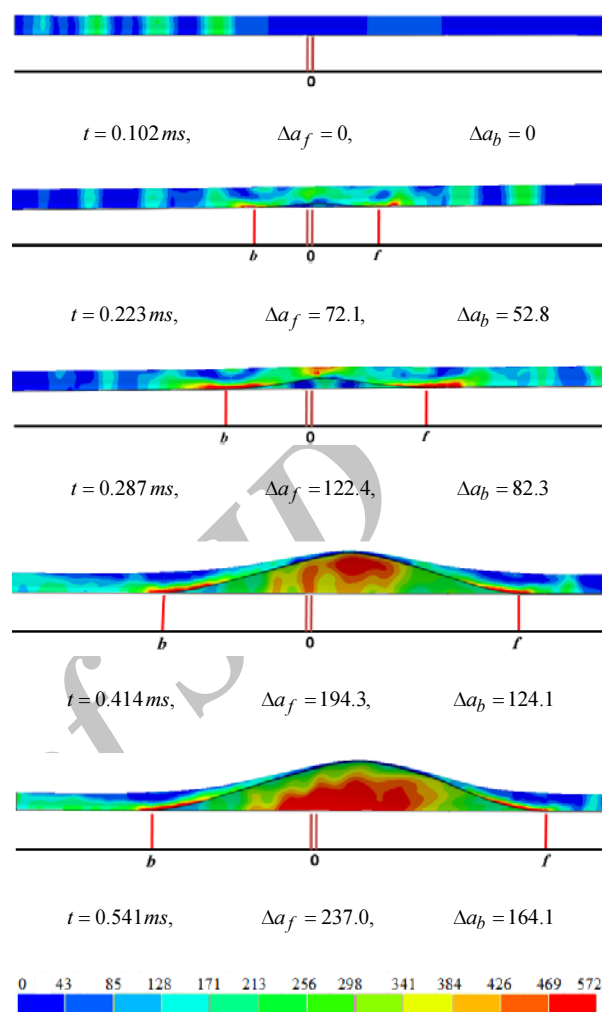 0
t = 0.102 ms, Δa_f = 0, Δa_b = 0
b 0 f
t = 0.223 ms, Δa_f = 72.1, Δa_b = 52.8
b 0 f
t = 0.287 ms, Δa_f = 122.4, Δa_b = 82.3
b 0 f
t = 0.414 ms, Δa_f = 194.3, Δa_b = 124.1
b 0 f
t = 0.541 ms, Δa_f = 237.0, Δa_b = 164.1
0 43 85 128 171 213 256 298 341 384 426 469 572